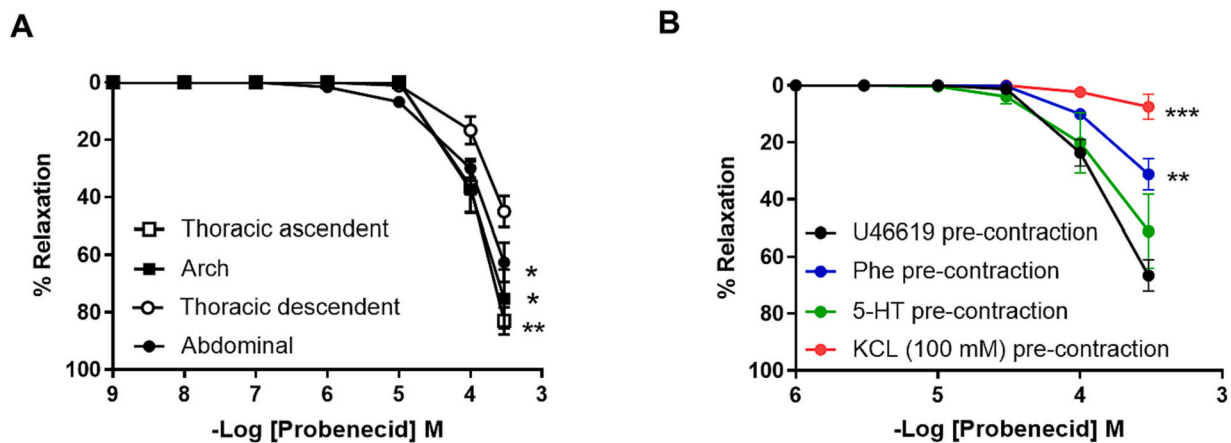 A
% Relaxation
0
20
40
60
80
100
Thoracic ascendent
Arch
Thoracic descendent
Abdominal
*
*
**
9 8 7 6 5 4 3
-Log [Probenecid] M
B
% Relaxation
0
20
40
60
80
100
***
**
U46619 pre-contraction
Phe pre-contraction
5-HT pre-contraction
KCL (100 mM) pre-contraction
6 5 4 3
-Log [Probenecid] M